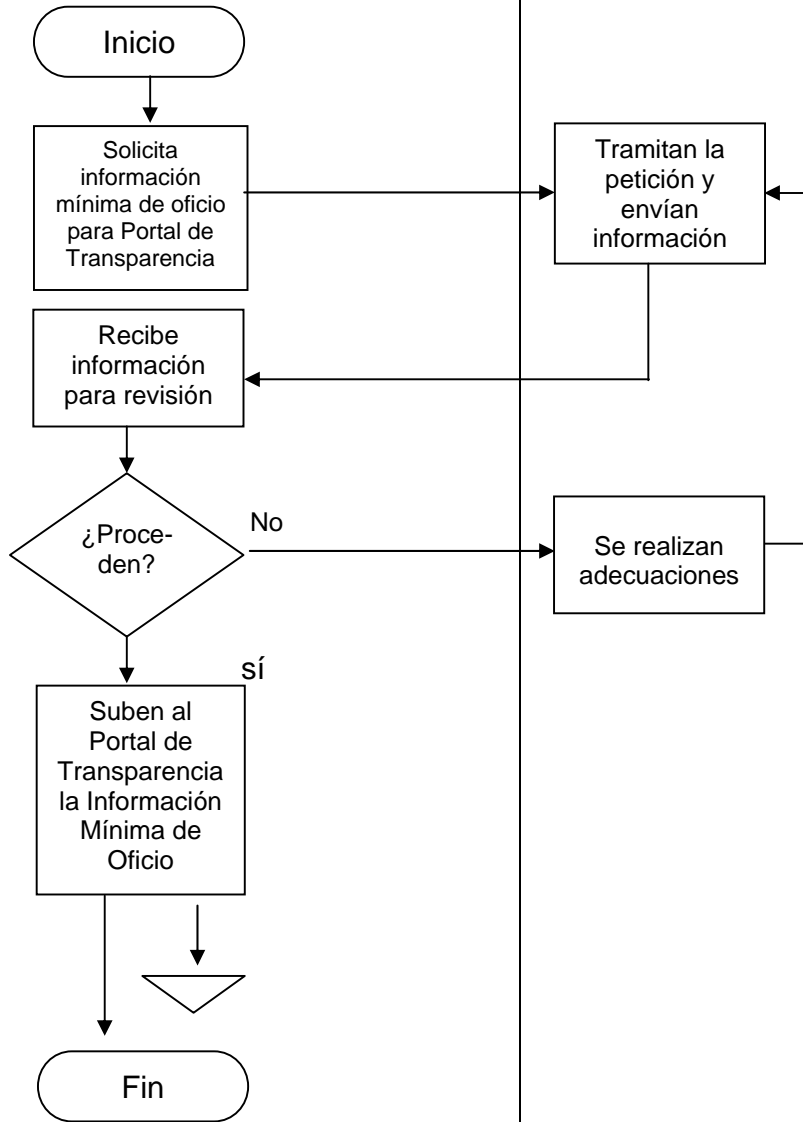 Inicio
Solicita
información
mínima de oficio
para Portal de
Transparencia
Tramitan la
petición y
envían
información
Recibe
información
para revisión
¿Proce-
den?
No
Se realizan
adecuaciones
sí
Suben al
Portal de
Transparencia
la Información
Mínima de
Oficio
Fin